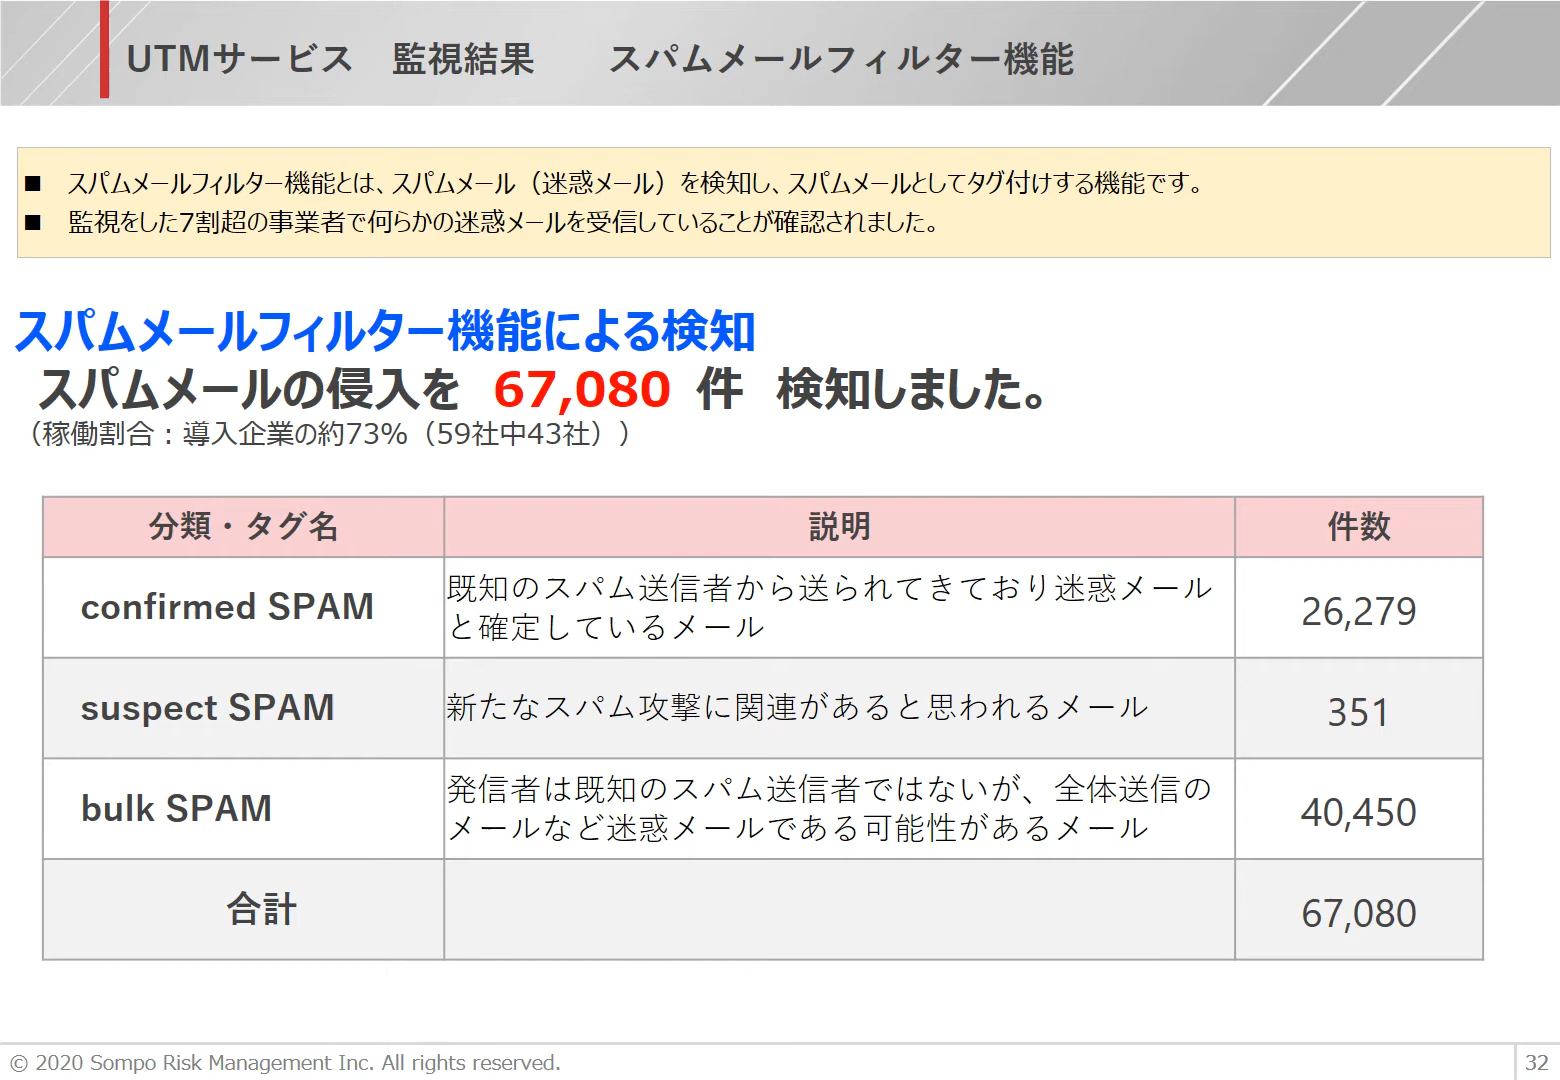 UTMサービス　監視結果　　スパムメールフィルター機能
■ スパムメールフィルター機能とは、スパムメール（迷惑メール）を検知し、スパムメールとしてタグ付けする機能です。
■ 監視をした7割超の事業者で何らかの迷惑メールを受信していることが確認されました。
スパムメールフィルター機能による検知
スパムメールの侵入を　67,080 件　検知しました。
（稼働割合：導入企業の約73%（59社中43社））
分類・タグ名 説明 件数
confirmed SPAM 既知のスパム送信者から送られてきており迷惑メール
と確定しているメール 26,279
suspect SPAM 新たなスパム攻撃に関連があると思われるメール 351
bulk SPAM 発信者は既知のスパム送信者ではないが、全体送信の
メールなど迷惑メールである可能性があるメール 40,450
合計 67,080
© 2020 Sompo Risk Management Inc. All rights reserved. 32